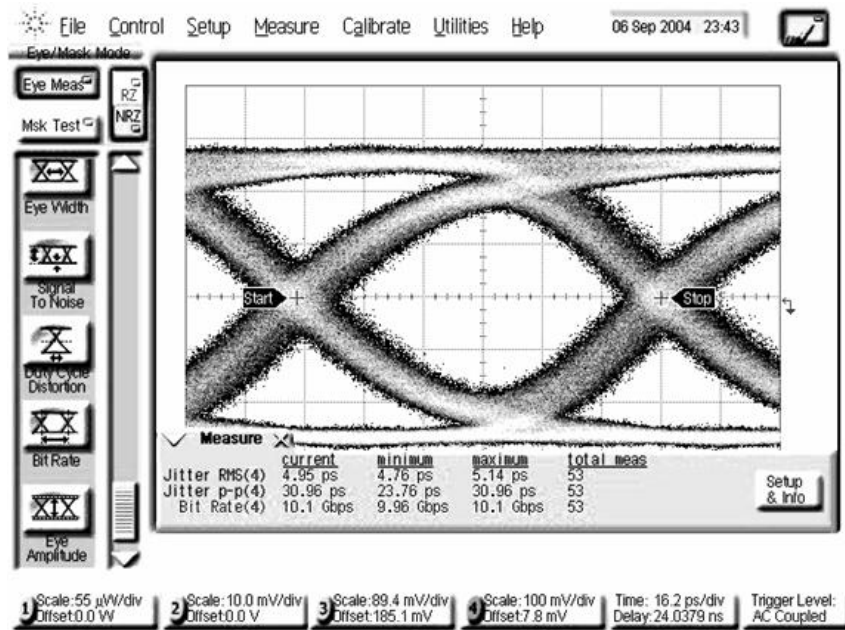 File Control Setup Measure Calibrate Utilities Help 06 Sep 2004 23:43
Eye/Mask Mode
Eye Meas
RZ
NRZ
Msk Test
Eye Width
Signal
To Noise
Duty Cycle
Distortion
Bit Rate
Eye
Amplitude
Start
Stop
Measure
current minimum maximum total meas
Jitter RMS(4) 4.95 ps 4.76 ps 5.14 ps 53
Jitter p-p(4) 30.96 ps 23.76 ps 30.96 ps 53
Bit Rate(4) 10.1 Gbps 9.96 Gbps 10.1 Gbps 53
Setup
& Info
1 Scale:55 µW/div 2 Scale:10.0 mV/div 3 Scale:89.4 mV/div 4 Scale:100 mV/div Time: 16.2 ps/div Trigger Level:
Offset:0.0 W Offset:0.0 V Offset:185.1 mV Offset:7.8 mV Delay:24.0379 ns AC Coupled